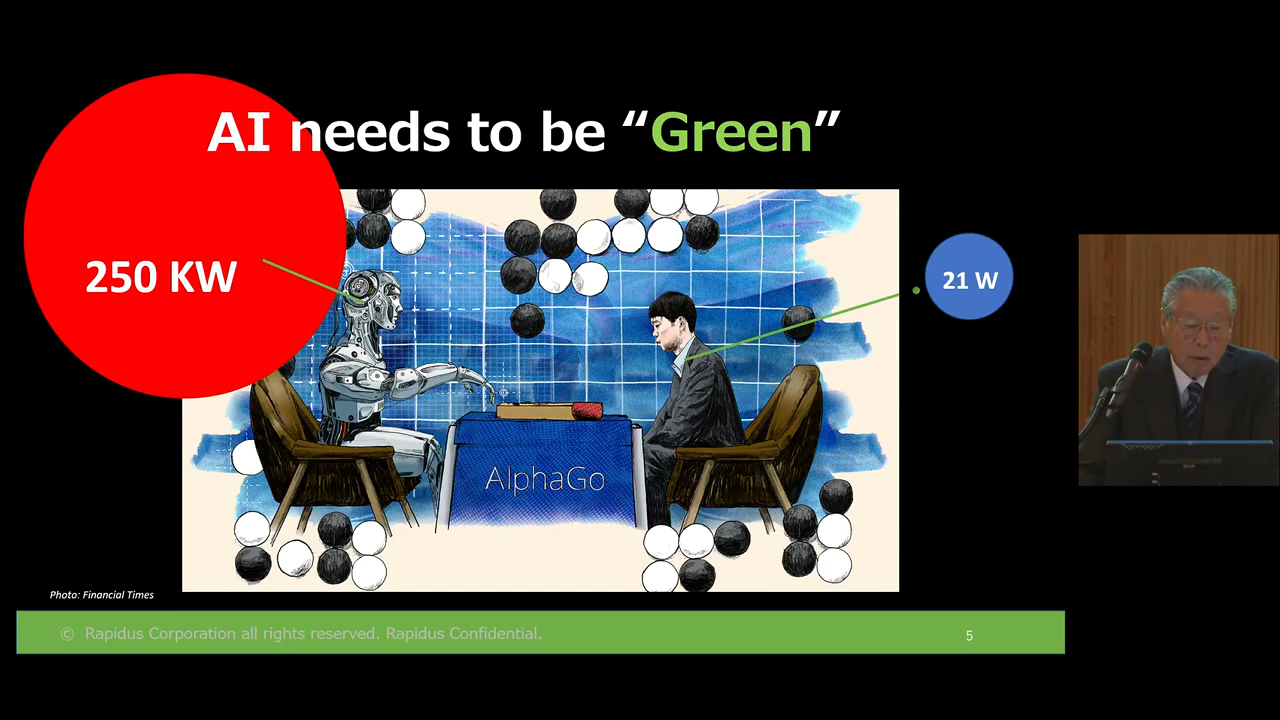 AI needs to be “Green”
250 KW
21 W
AlphaGo
Photo: Financial Times
© Rapidus Corporation all rights reserved. Rapidus Confidential.
5